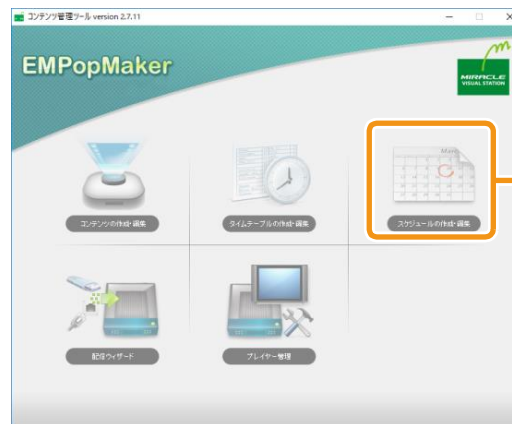 コンテンツ管理ツール version 2.7.11
EMPopMaker
m
MIRACLE
VISUAL STATION
March
コンテンツの作成・編集
タイムテーブルの作成・編集
スケジュールの作成・編集
配信ウィザード
プレイヤー管理